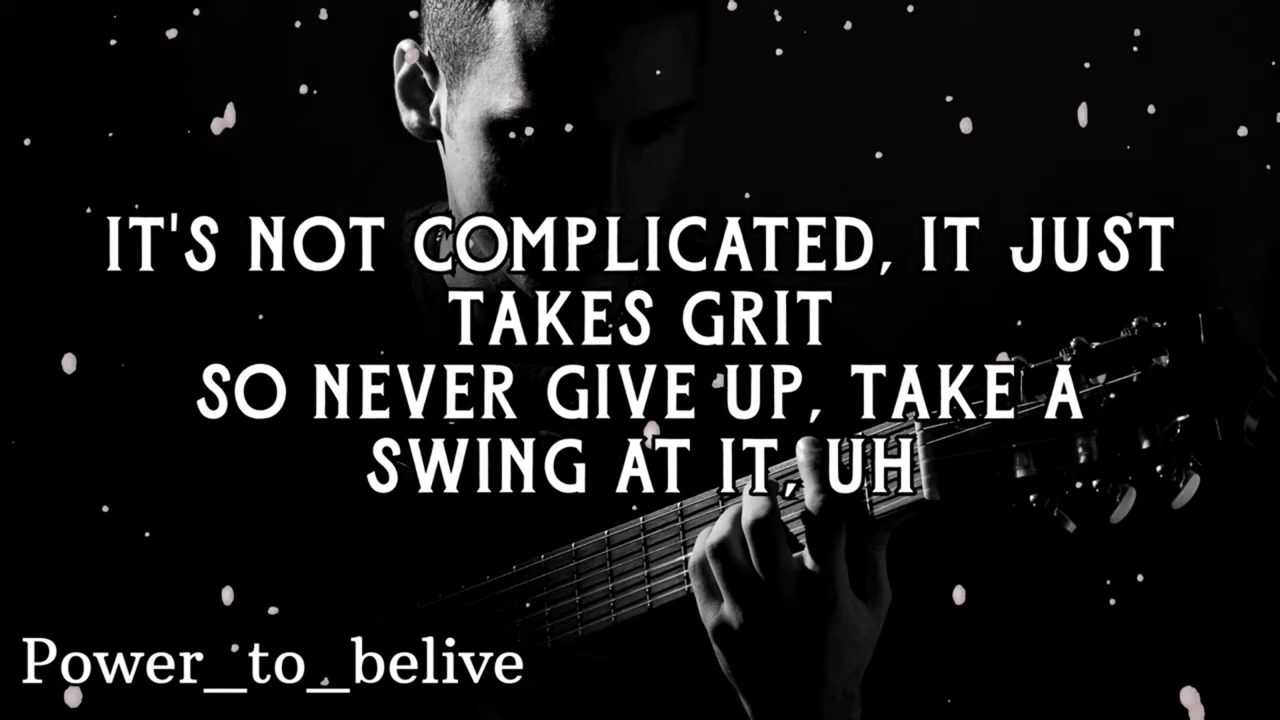 IT'S NOT COMPLICATED, IT JUST
TAKES GRIT
SO NEVER GIVE UP, TAKE A
SWING AT IT, UH
Power_to_belive